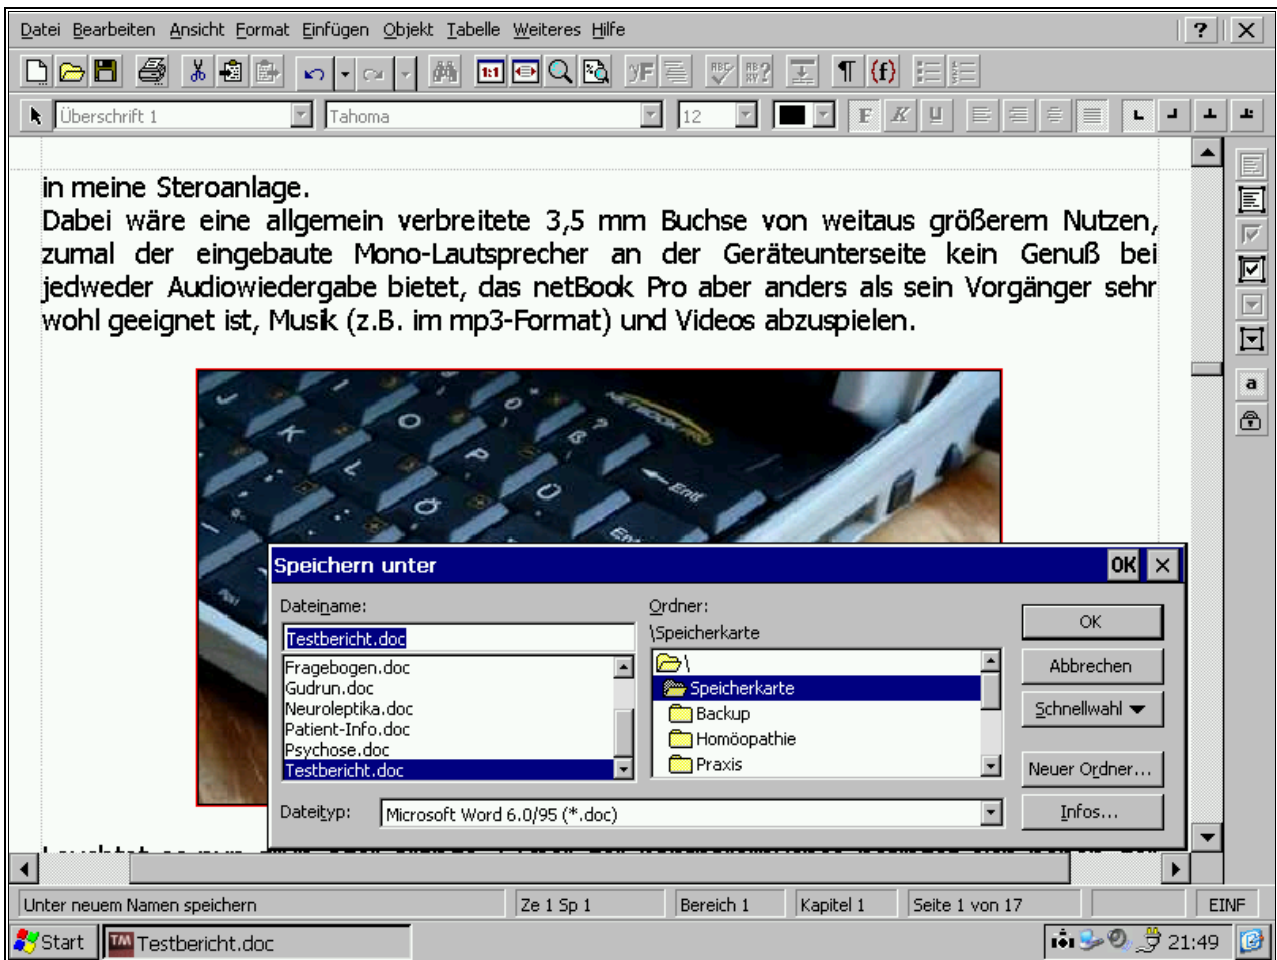 Datei Bearbeiten Ansicht Format Einfügen Objekt Tabelle Weiteres Hilfe
Überschrift 1 Tahoma 12 F K U
in meine Steroanlage.
Dabei wäre eine allgemein verbreitete 3,5 mm Buchse von weitaus größerem Nutzen,
zumal der eingebaute Mono-Lautsprecher an der Geräteunterseite kein Genuß bei
jedweder Audiowiedergabe bietet, das netBook Pro aber anders als sein Vorgänger sehr
wohl geeignet ist, Musik (z.B. im mp3-Format) und Videos abzuspielen.
NETBOOK PRO
ß ?
K O P
L Ö Ü
Entf
Speichern unter OK
Dateiname:
Testbericht.doc
Fragebogen.doc
Gudrun.doc
Neuroleptika.doc
Patient-Info.doc
Psychose.doc
Testbericht.doc
Ordner:
\Speicherkarte
\
Speicherkarte
Backup
Homöopathie
Praxis
OK
Abbrechen
Schnellwahl
Neuer Ordner...
Infos...
Dateityp: Microsoft Word 6.0/95 (*.doc)
Unter neuem Namen speichern Ze 1 Sp 1 Bereich 1 Kapitel 1 Seite 1 von 17 EINF
Start TM Testbericht.doc 21:49